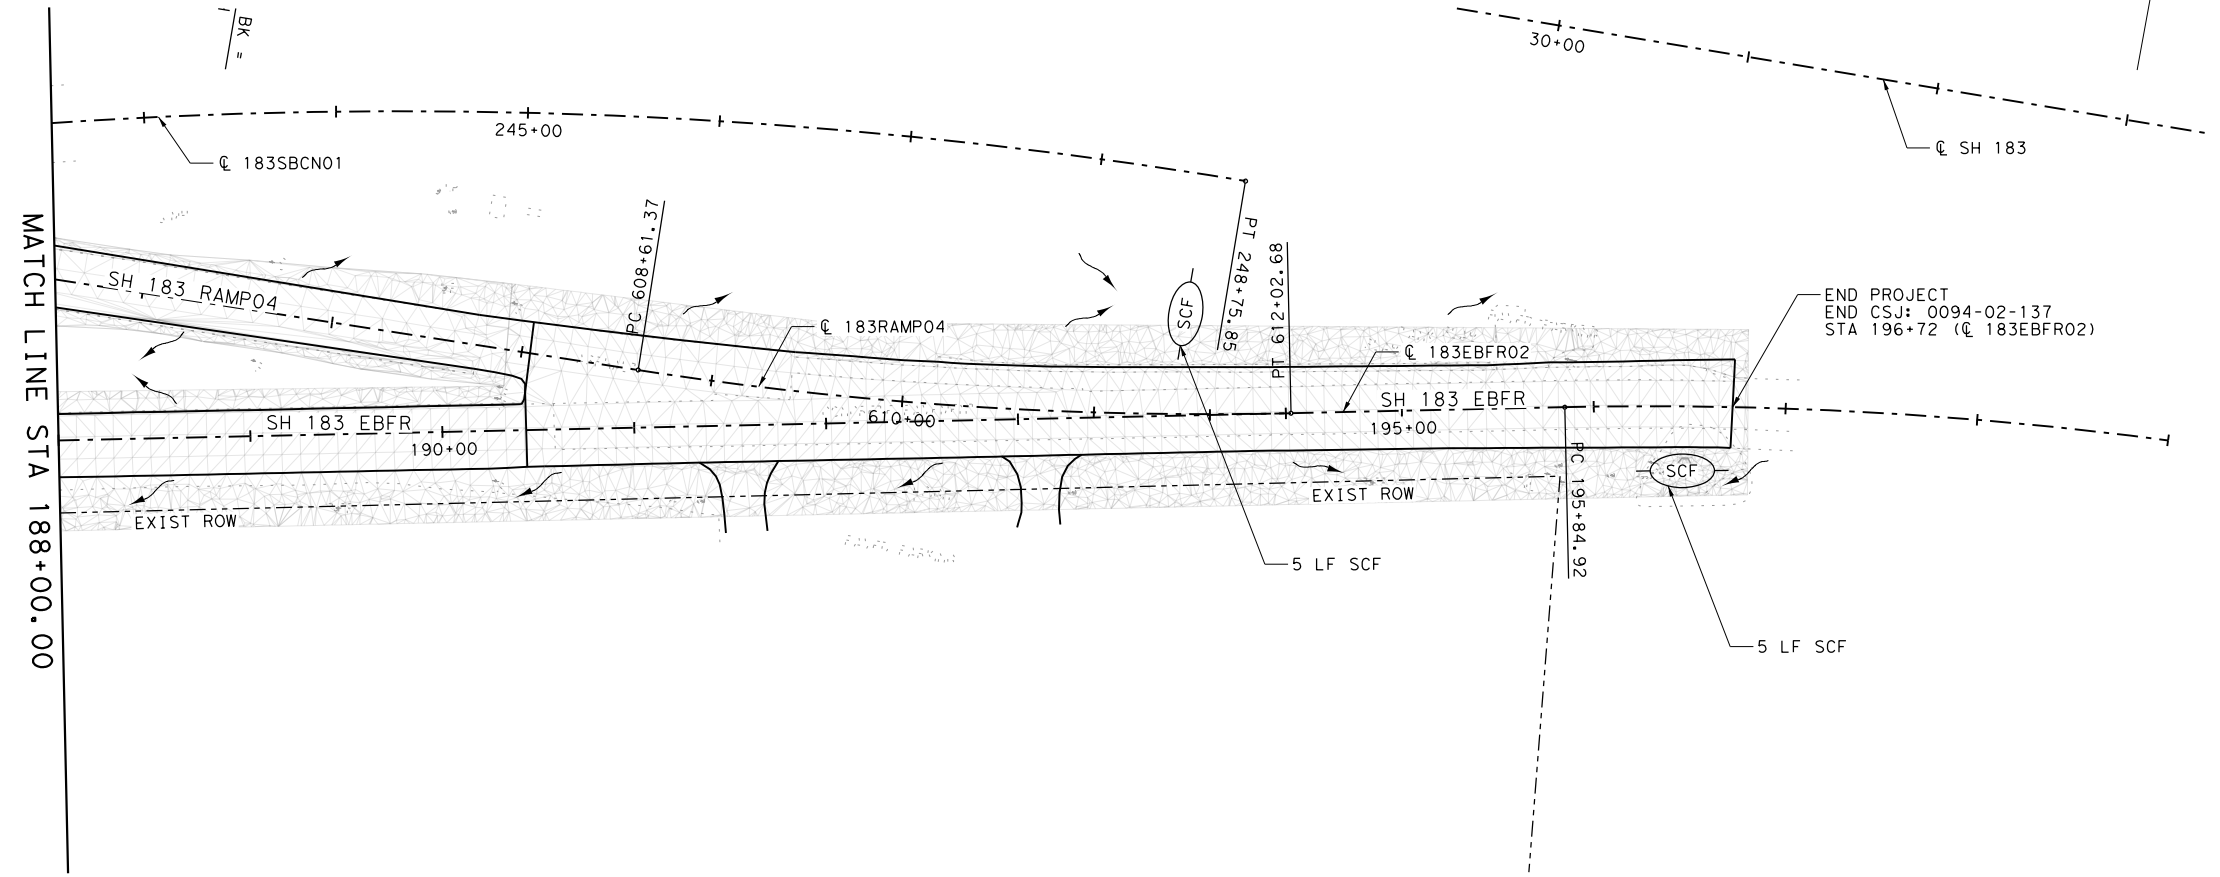 BK =
30+00
245+00
℄ 183SBCN01
℄ SH 183
MATCH LINE STA 188+00.00
PC 608+61.37
PT 248+75.85
PT 612+02.68
SCF
SH 183 RAMP04
END PROJECT
END CSJ: 0094-02-137
STA 196+72 (℄ 183EBFR02)
℄ 183RAMP04
℄ 183EBFR02
SH 183 EBFR
SH 183 EBFR
610+00
195+00
190+00
PC 195+84.92
SCF
EXIST ROW
EXIST ROW
5 LF SCF
5 LF SCF